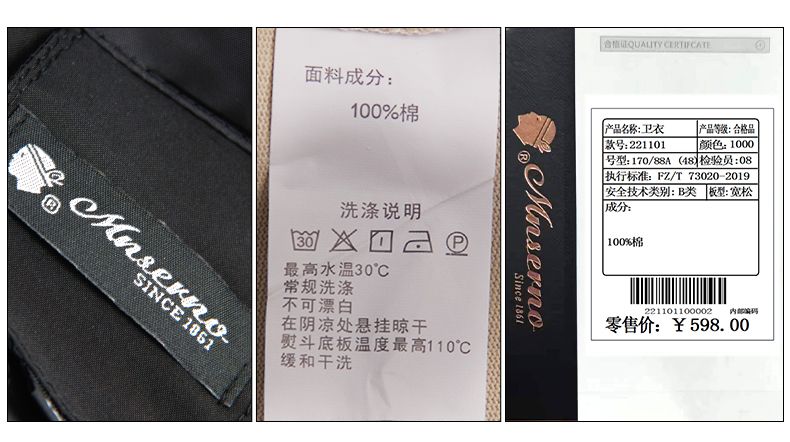 Mnserno
®
SINCE 1861
面料成分：
100%棉
洗涤说明
30
P
最高水温30℃
常规洗涤
不可漂白
在阴凉处悬挂晾干
熨斗底板温度最高110℃
缓和干洗
® Mnserno
Since 1861
合格证QUALITY CERTIFCATE
产品名称: 卫衣 产品等级: 合格品
款号: 221101 颜色: 1000
号型: 170/88A (48) 检验员: 08
执行标准: FZ/T 73020-2019
安全技术类别: B类 板型: 宽松
成分:
100%棉
221101100002 内部编码
零售价: ￥598.00